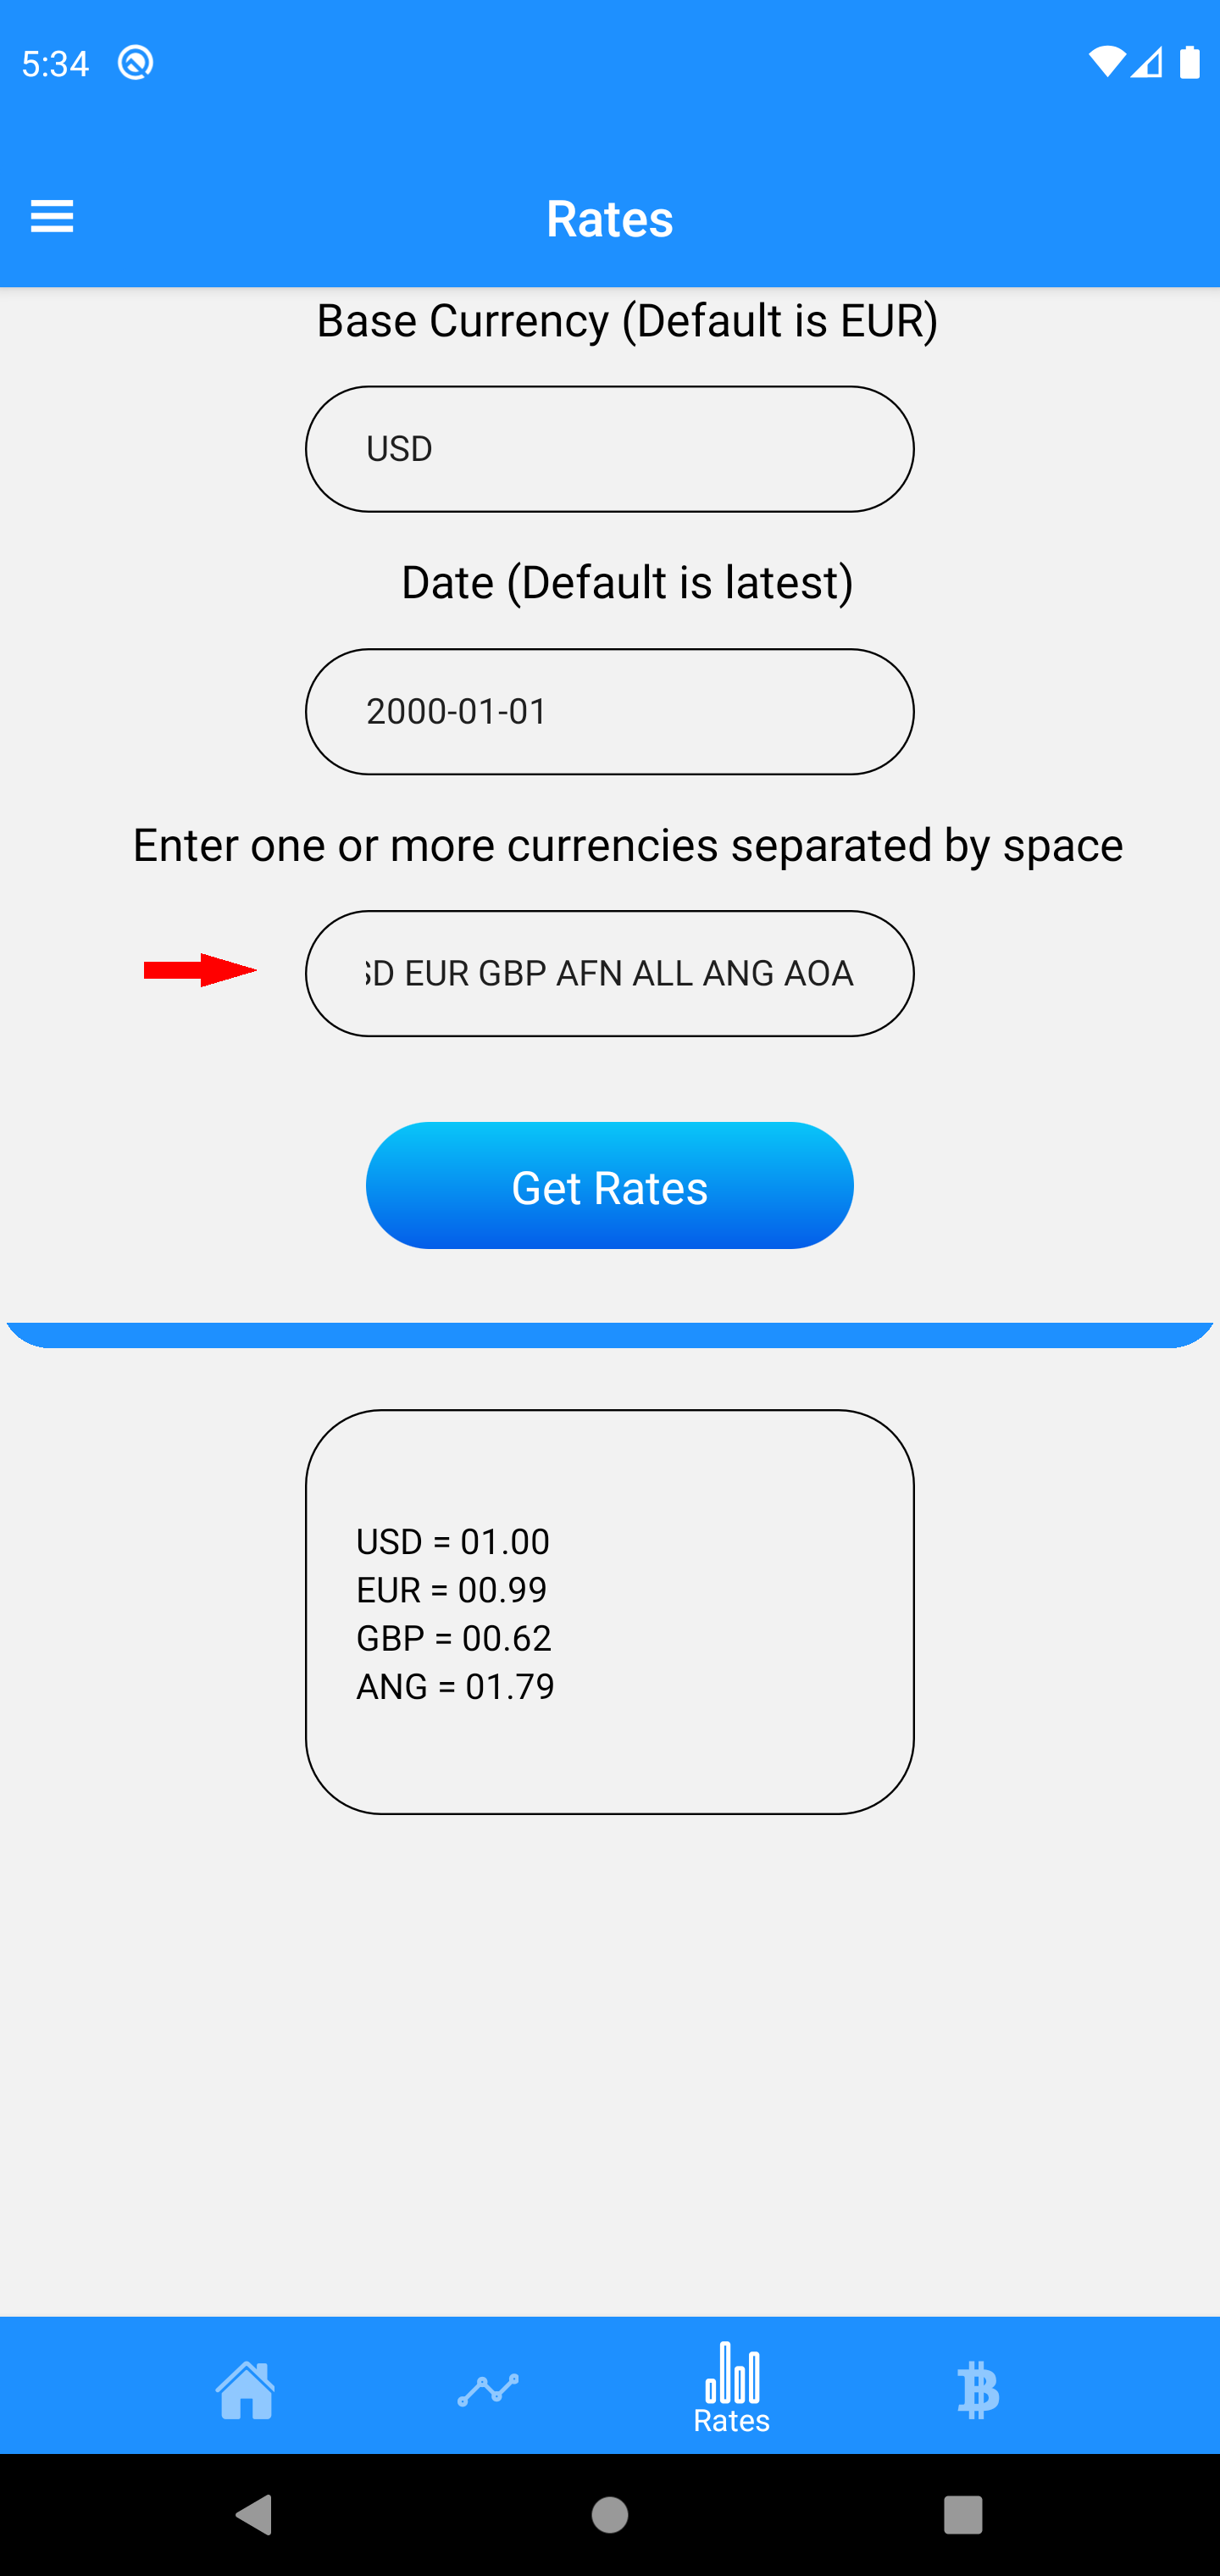 5:34
Rates
Base Currency (Default is EUR)
USD
Date (Default is latest)
2000-01-01
Enter one or more currencies separated by space
SD EUR GBP AFN ALL ANG AOA
Get Rates
USD = 01.00
EUR = 00.99
GBP = 00.62
ANG = 01.79
Rates